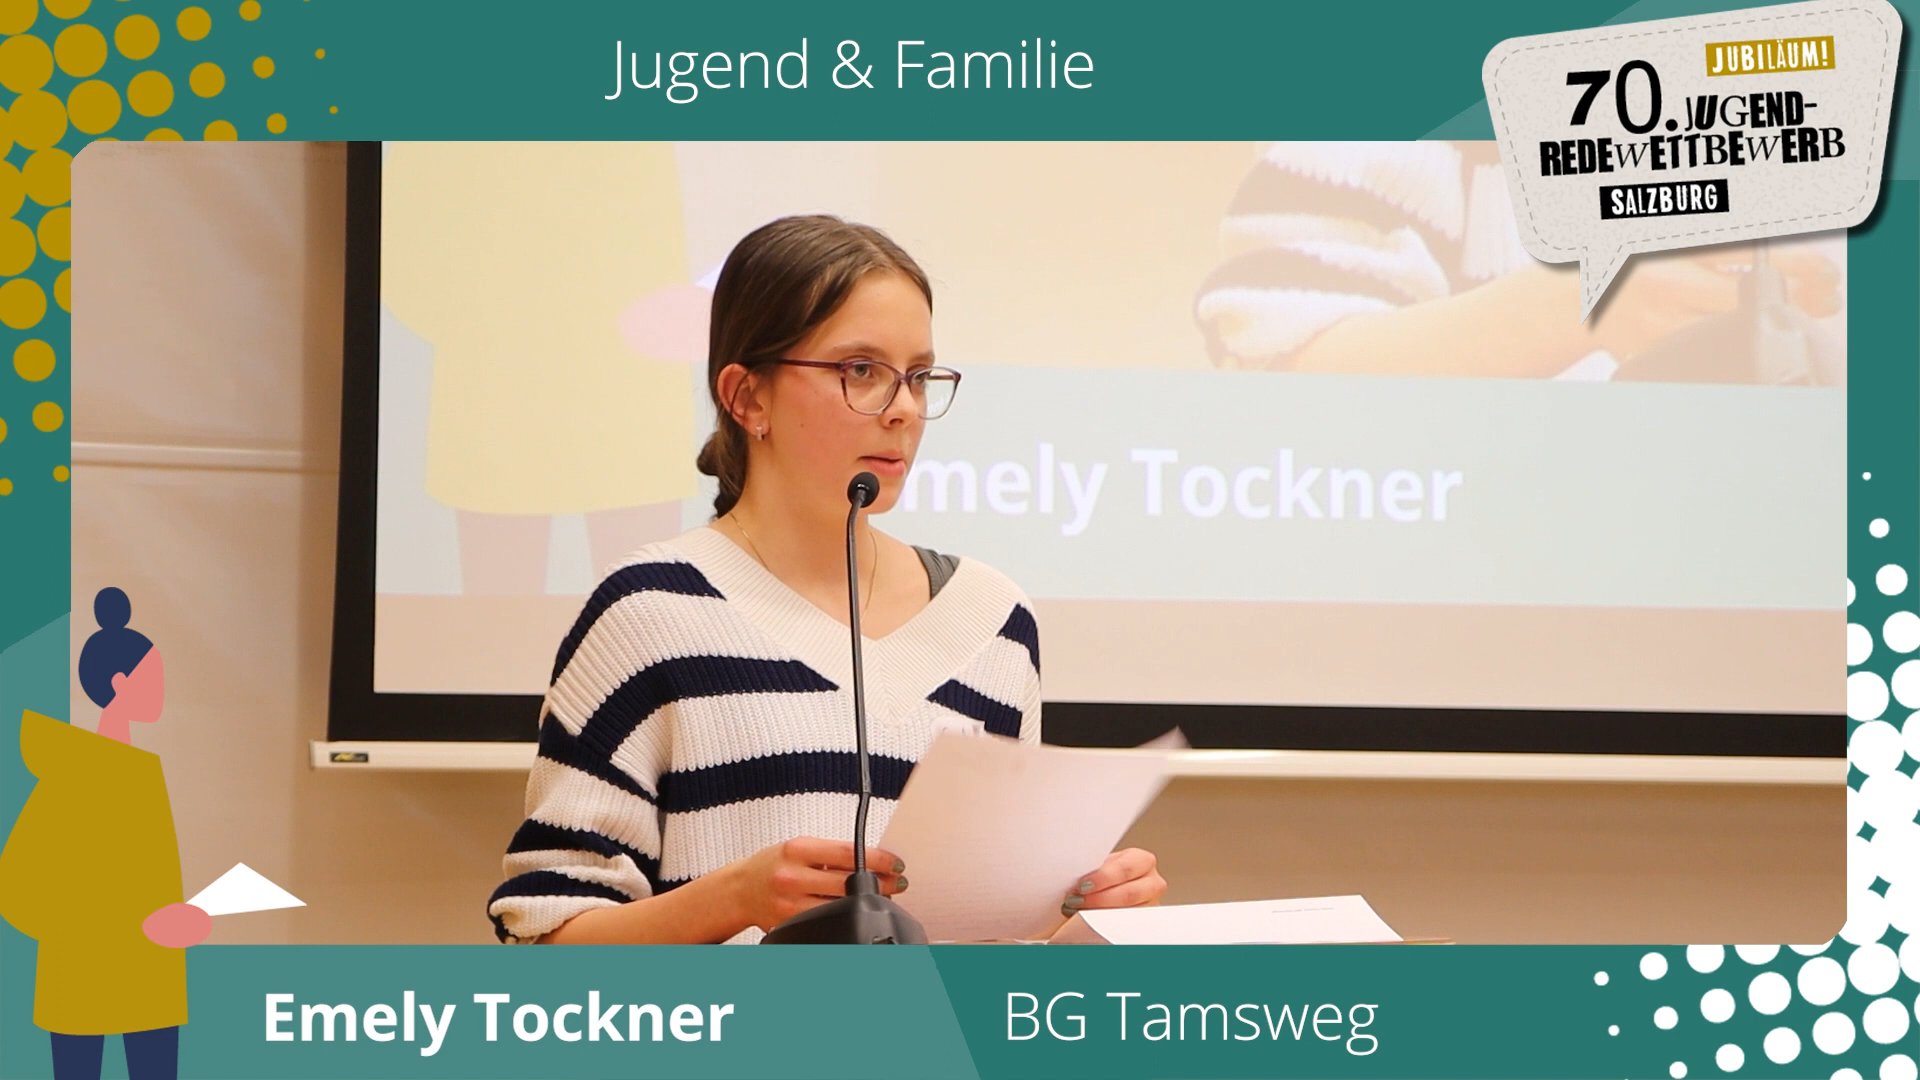 Jugend & Familie
JUBILÄUM!
70. JUGEND-
REDEWETTBEWERB
SALZBURG
mely Tockner
Emely Tockner
BG Tamsweg